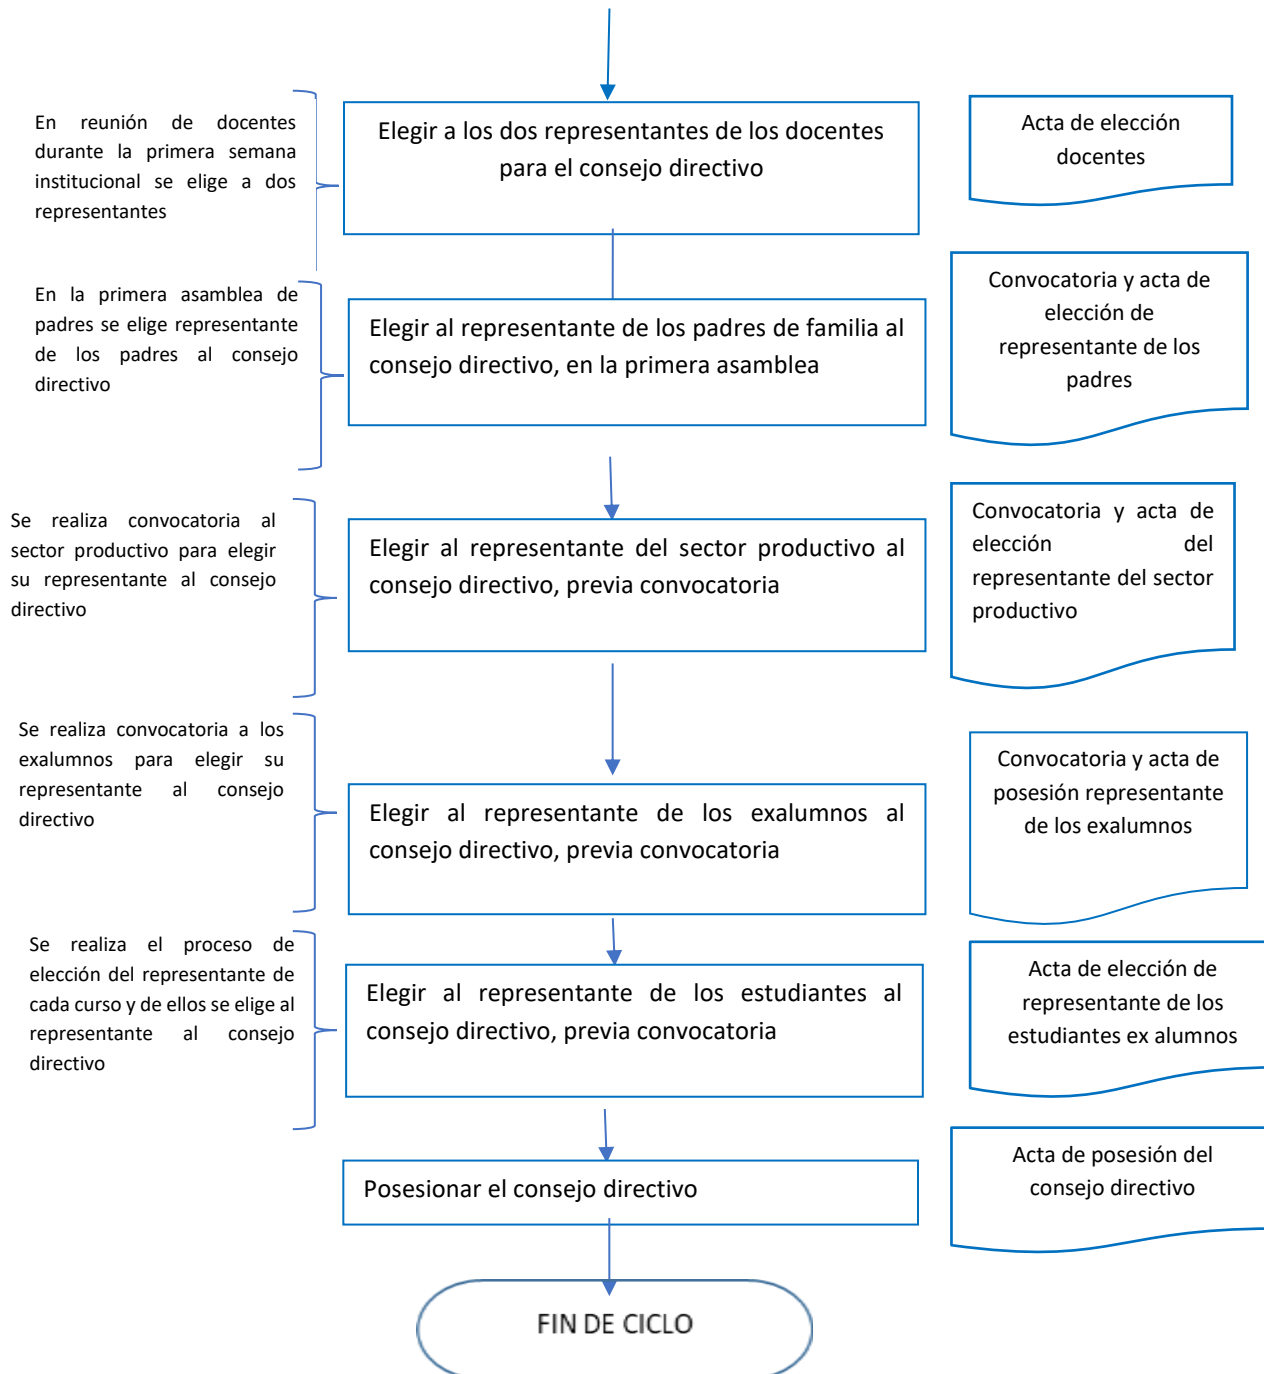 En reunión de docentes
durante la primera semana
institucional se elige a dos
representantes
Elegir a los dos representantes de los docentes
para el consejo directivo
Acta de elección
docentes
En la primera asamblea de
padres se elige representante
de los padres al consejo
directivo
Elegir al representante de los padres de familia al
consejo directivo, en la primera asamblea
Convocatoria y acta de
elección de
representante de los
padres
Se realiza convocatoria al
sector productivo para elegir
su representante al consejo
directivo
Elegir al representante del sector productivo al
consejo directivo, previa convocatoria
Convocatoria y acta de
elección del
representante del sector
productivo
Se realiza convocatoria a los
exalumnos para elegir su
representante al consejo
directivo
Elegir al representante de los exalumnos al
consejo directivo, previa convocatoria
Convocatoria y acta de
posesión representante
de los exalumnos
Se realiza el proceso de
elección del representante de
cada curso y de ellos se elige al
representante al consejo
directivo
Elegir al representante de los estudiantes al
consejo directivo, previa convocatoria
Acta de elección de
representante de los
estudiantes ex alumnos
Posesionar el consejo directivo
Acta de posesión del
consejo directivo
FIN DE CICLO